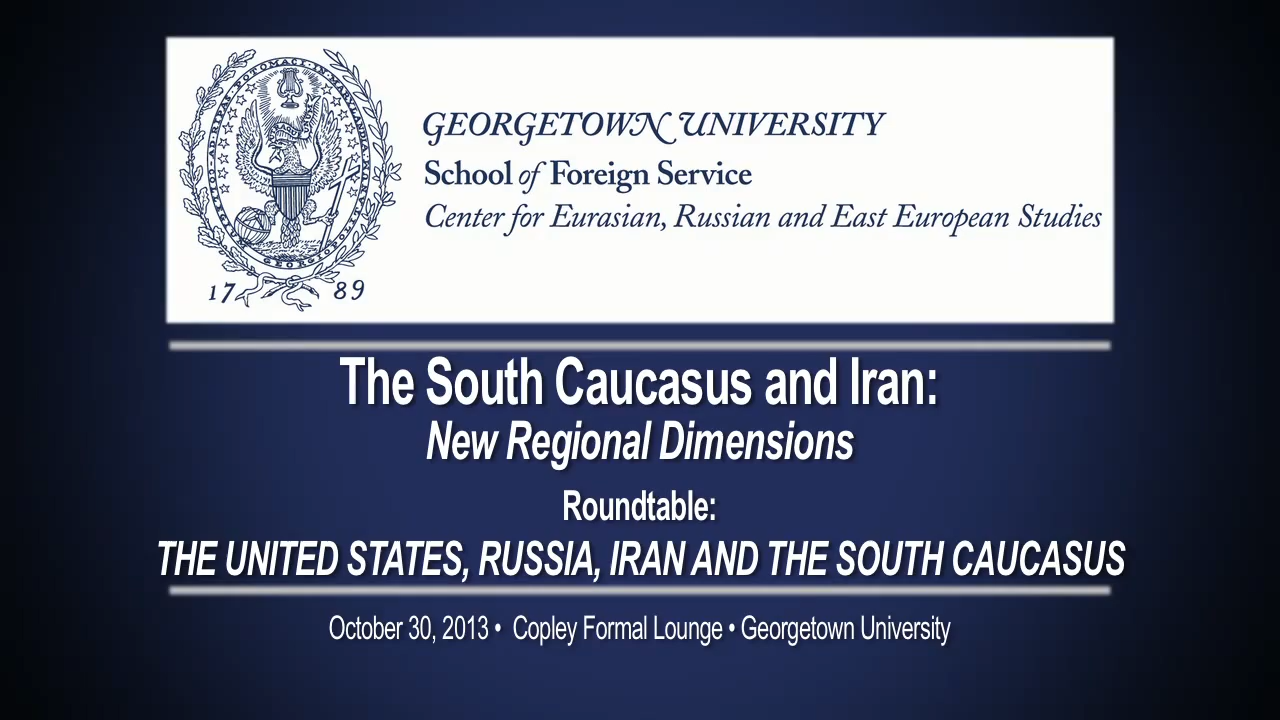 GEORGETOWN UNIVERSITY
School of Foreign Service
Center for Eurasian, Russian and East European Studies
17 89
The South Caucasus and Iran:
New Regional Dimensions
Roundtable:
THE UNITED STATES, RUSSIA, IRAN AND THE SOUTH CAUCASUS
October 30, 2013 • Copley Formal Lounge • Georgetown University